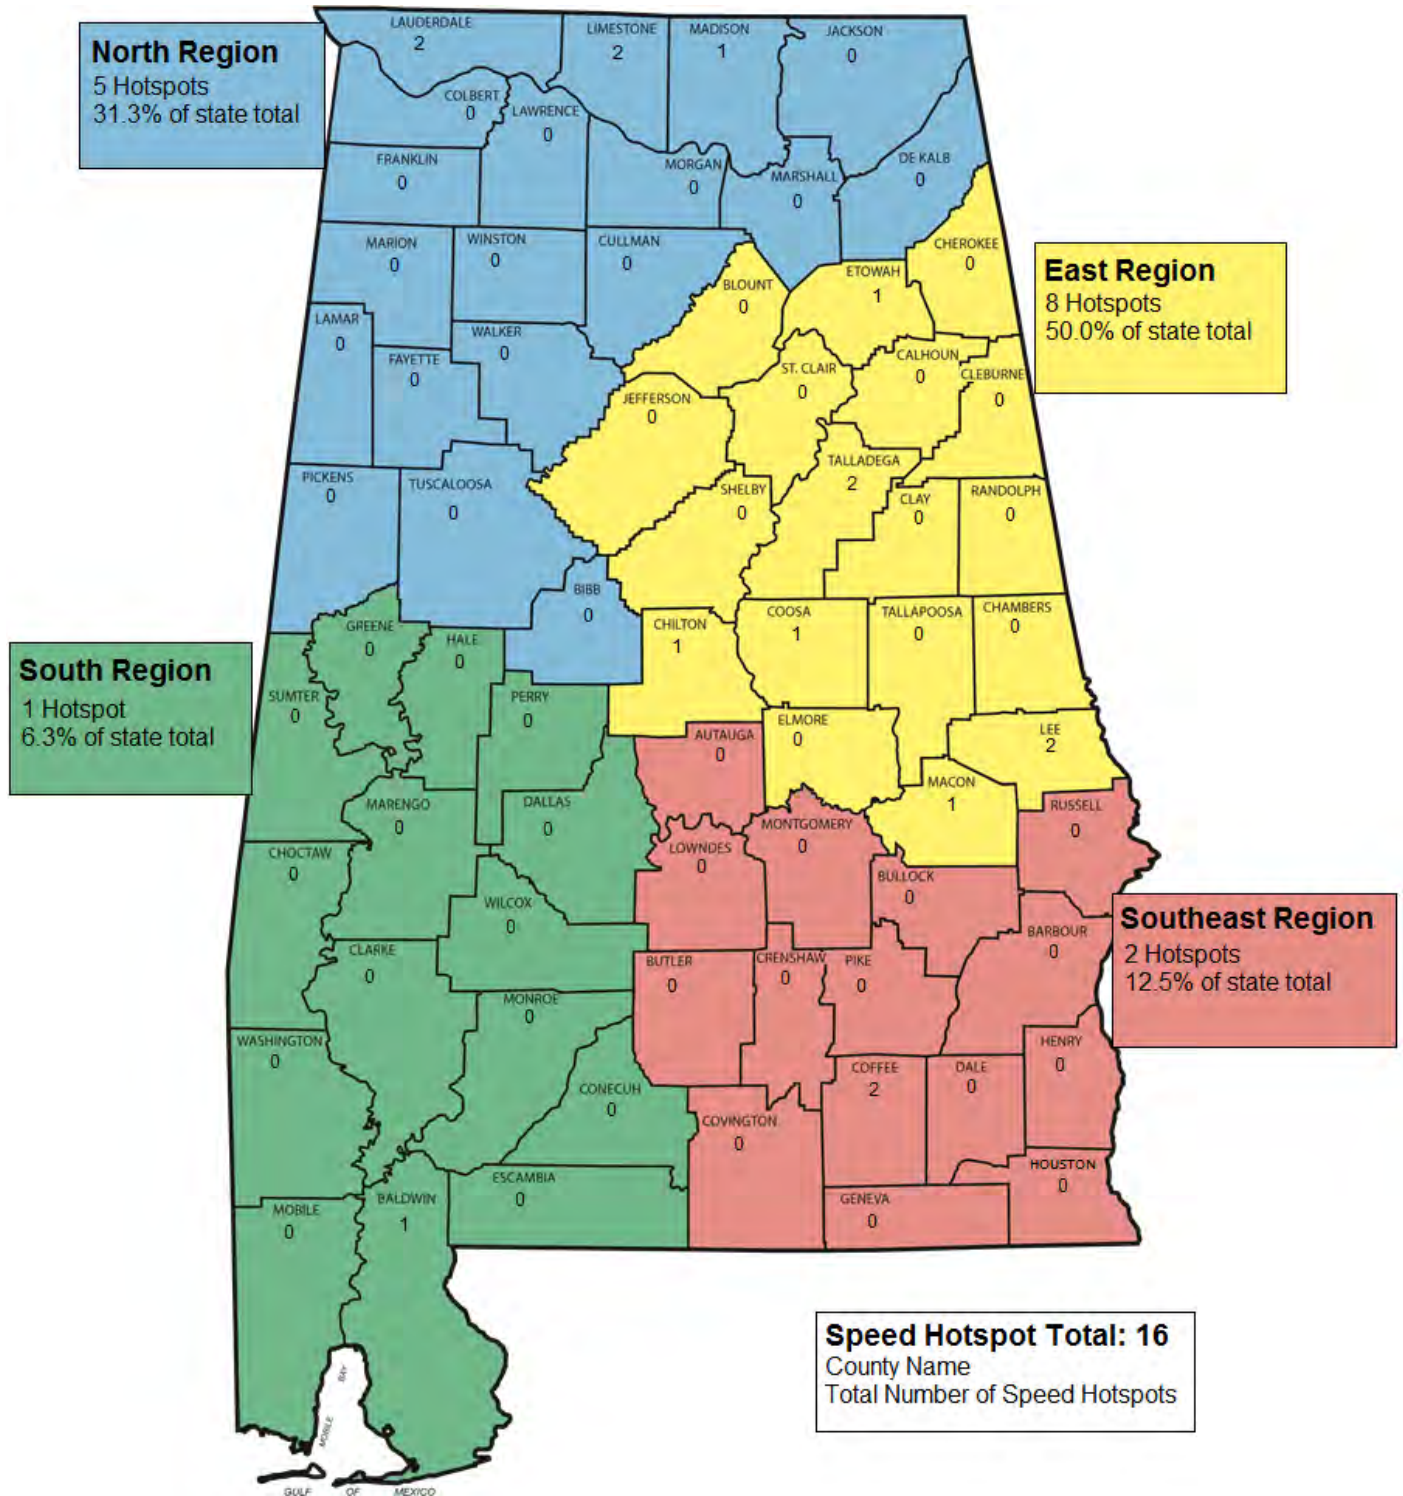 LAUDERDALE
2
LIMESTONE
2
MADISON
1
JACKSON
0
North Region
5 Hotspots
31.3% of state total
COLBERT
0
LAWRENCE
0
FRANKLIN
0
MORGAN
0
MARSHALL
0
DE KALB
0
MARION
0
WINSTON
0
CULLMAN
0
CHEROKEE
0
BLOUNT
0
ETOWAH
1
East Region
8 Hotspots
50.0% of state total
LAMAR
0
WALKER
0
FAYETTE
0
ST. CLAIR
0
CALHOUN
0
CLEBURNE
0
JEFFERSON
0
PICKENS
0
TUSCALOOSA
0
SHELBY
0
TALLADEGA
2
CLAY
0
RANDOLPH
0
BIBB
0
CHILTON
1
COOSA
1
TALLAPOOSA
0
CHAMBERS
0
GREENE
0
HALE
0
South Region
1 Hotspot
6.3% of state total
SUMTER
0
PERRY
0
AUTAUGA
0
ELMORE
0
LEE
2
MACON
1
MARENGO
0
DALLAS
0
LOWNDES
0
MONTGOMERY
0
RUSSELL
0
CHOCTAW
0
BULLOCK
0
WILCOX
0
Southeast Region
2 Hotspots
12.5% of state total
CLARKE
0
BUTLER
0
CRENSHAW
0
PIKE
0
BARBOUR
0
MONROE
0
WASHINGTON
0
CONECUH
0
COFFEE
2
DALE
0
HENRY
0
COVINGTON
0
ESCAMBIA
0
HOUSTON
0
MOBILE
0
BALDWIN
1
GENEVA
0
Speed Hotspot Total: 16
County Name
Total Number of Speed Hotspots
MOBILE BAY
GULF OF MEXICO